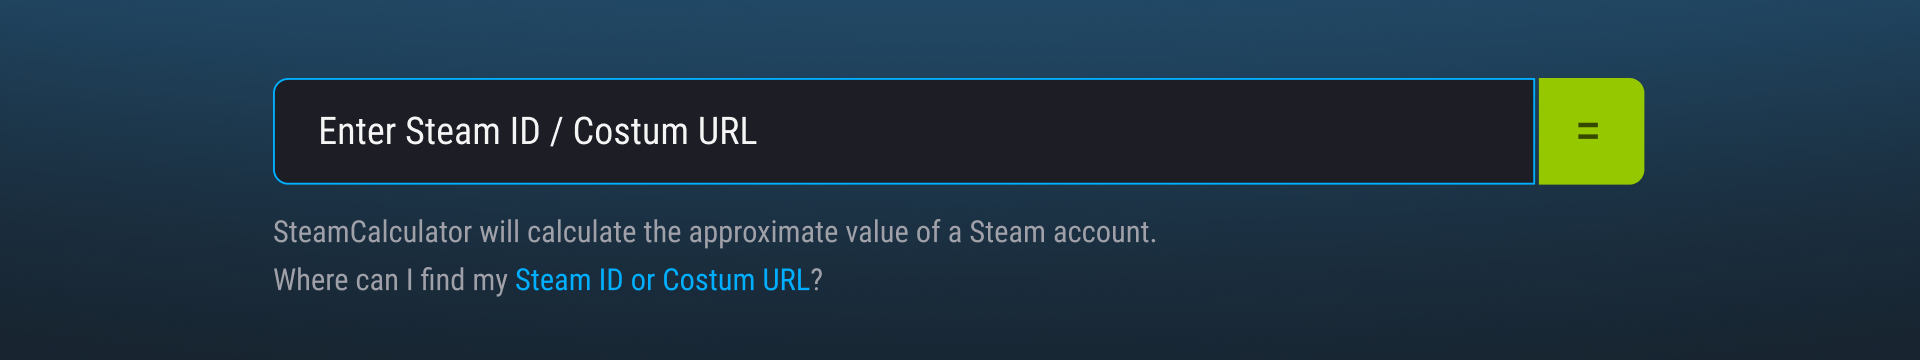 Enter Steam ID / Costum URL
=
SteamCalculator will calculate the approximate value of a Steam account.
Where can I find my Steam ID or Costum URL?